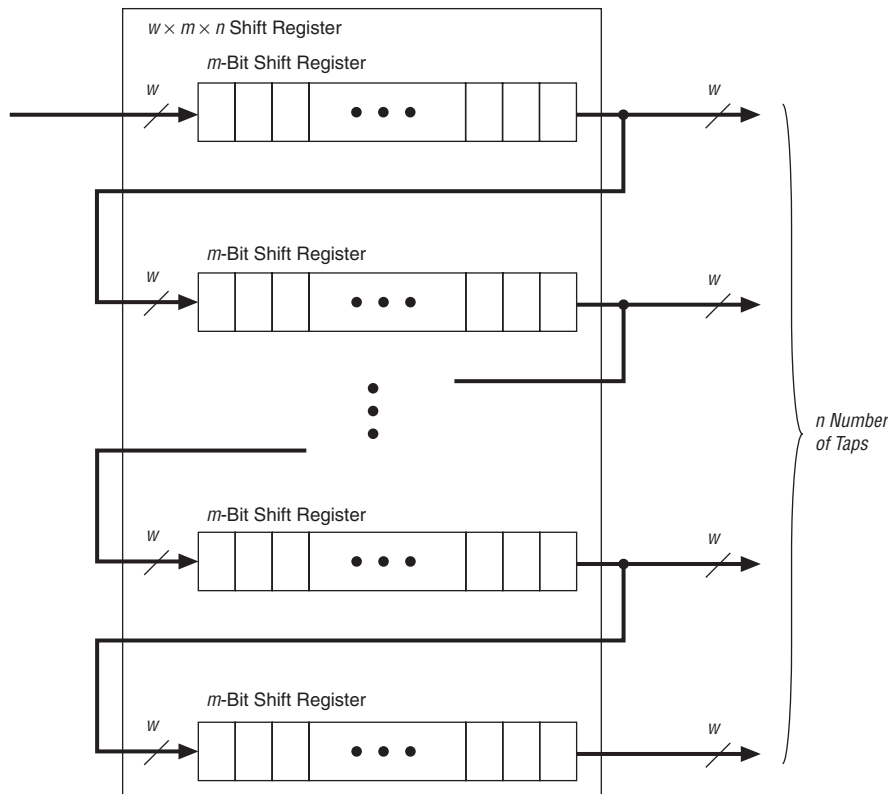 w × m × n Shift Register
m-Bit Shift Register
w
w
m-Bit Shift Register
w
w
n Number
of Taps
m-Bit Shift Register
w
w
m-Bit Shift Register
w
w